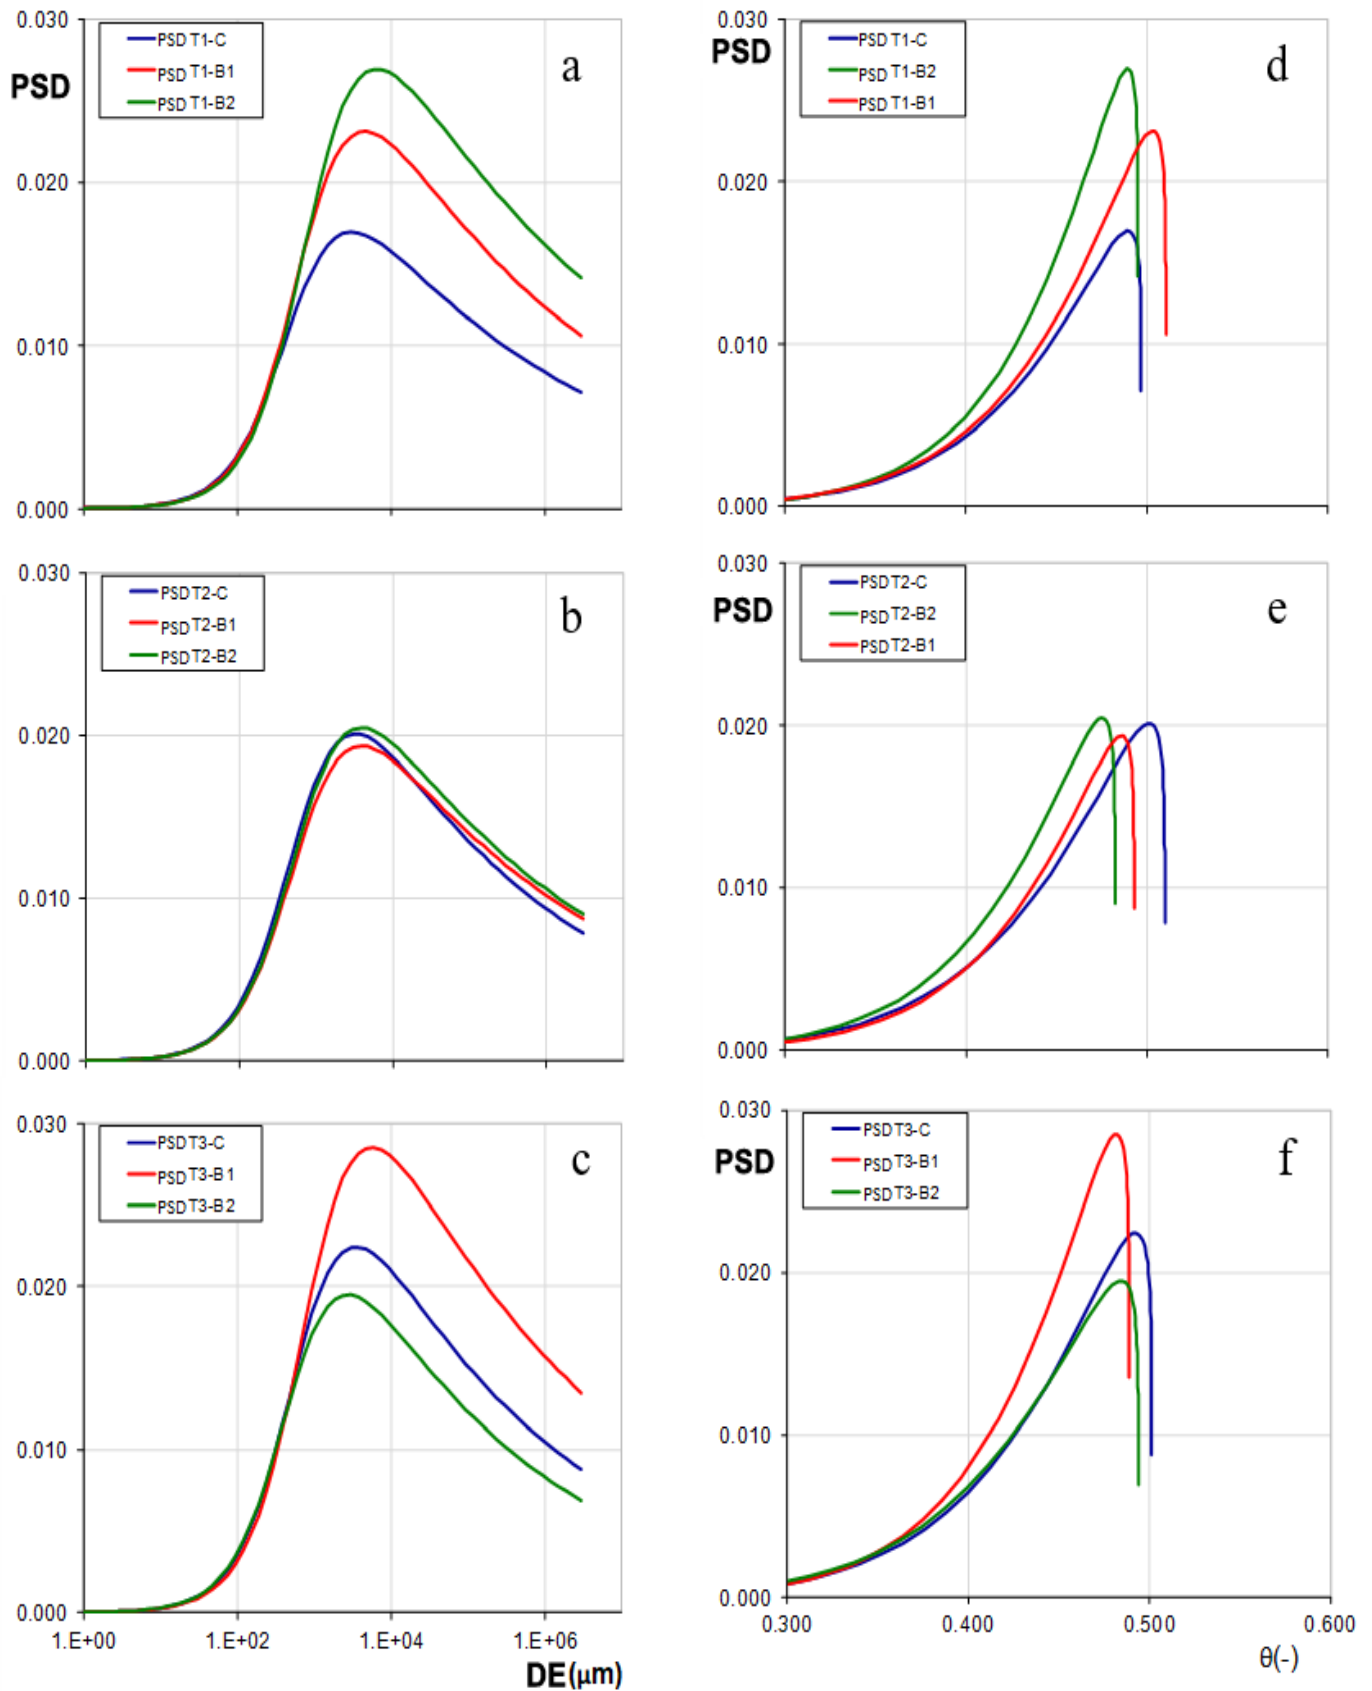 0.030
PSD T1-C
PSD T1-B1
PSD T1-B2
a
PSD
0.020
0.010
0.000
0.030
PSD T1-C
PSD T1-B2
PSD T1-B1
d
PSD
0.020
0.010
0.000
0.030
PSD T2-C
PSD T2-B1
PSD T2-B2
b
0.020
0.010
0.000
0.030
PSD T2-C
PSD T2-B2
PSD T2-B1
e
PSD
0.020
0.010
0.000
0.030
PSD T3-C
PSD T3-B1
PSD T3-B2
c
0.020
0.010
0.000
1.E+00 1.E+02 1.E+04 1.E+06
DE(μm)
0.030
PSD T3-C
PSD T3-B1
PSD T3-B2
f
PSD
0.020
0.010
0.000
0.300 0.400 0.500 0.600
θ(-)